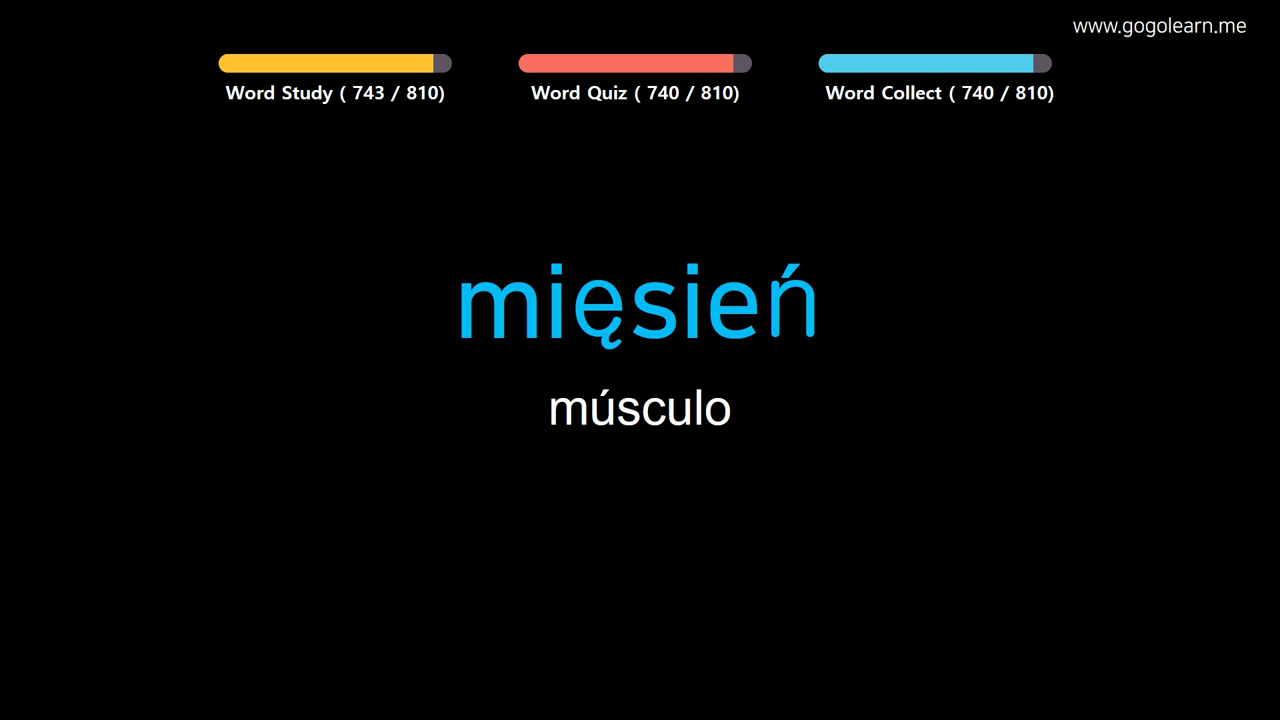 www.gogolearn.me
Word Study ( 743 / 810)
Word Quiz ( 740 / 810)
Word Collect ( 740 / 810)
mięsień
músculo